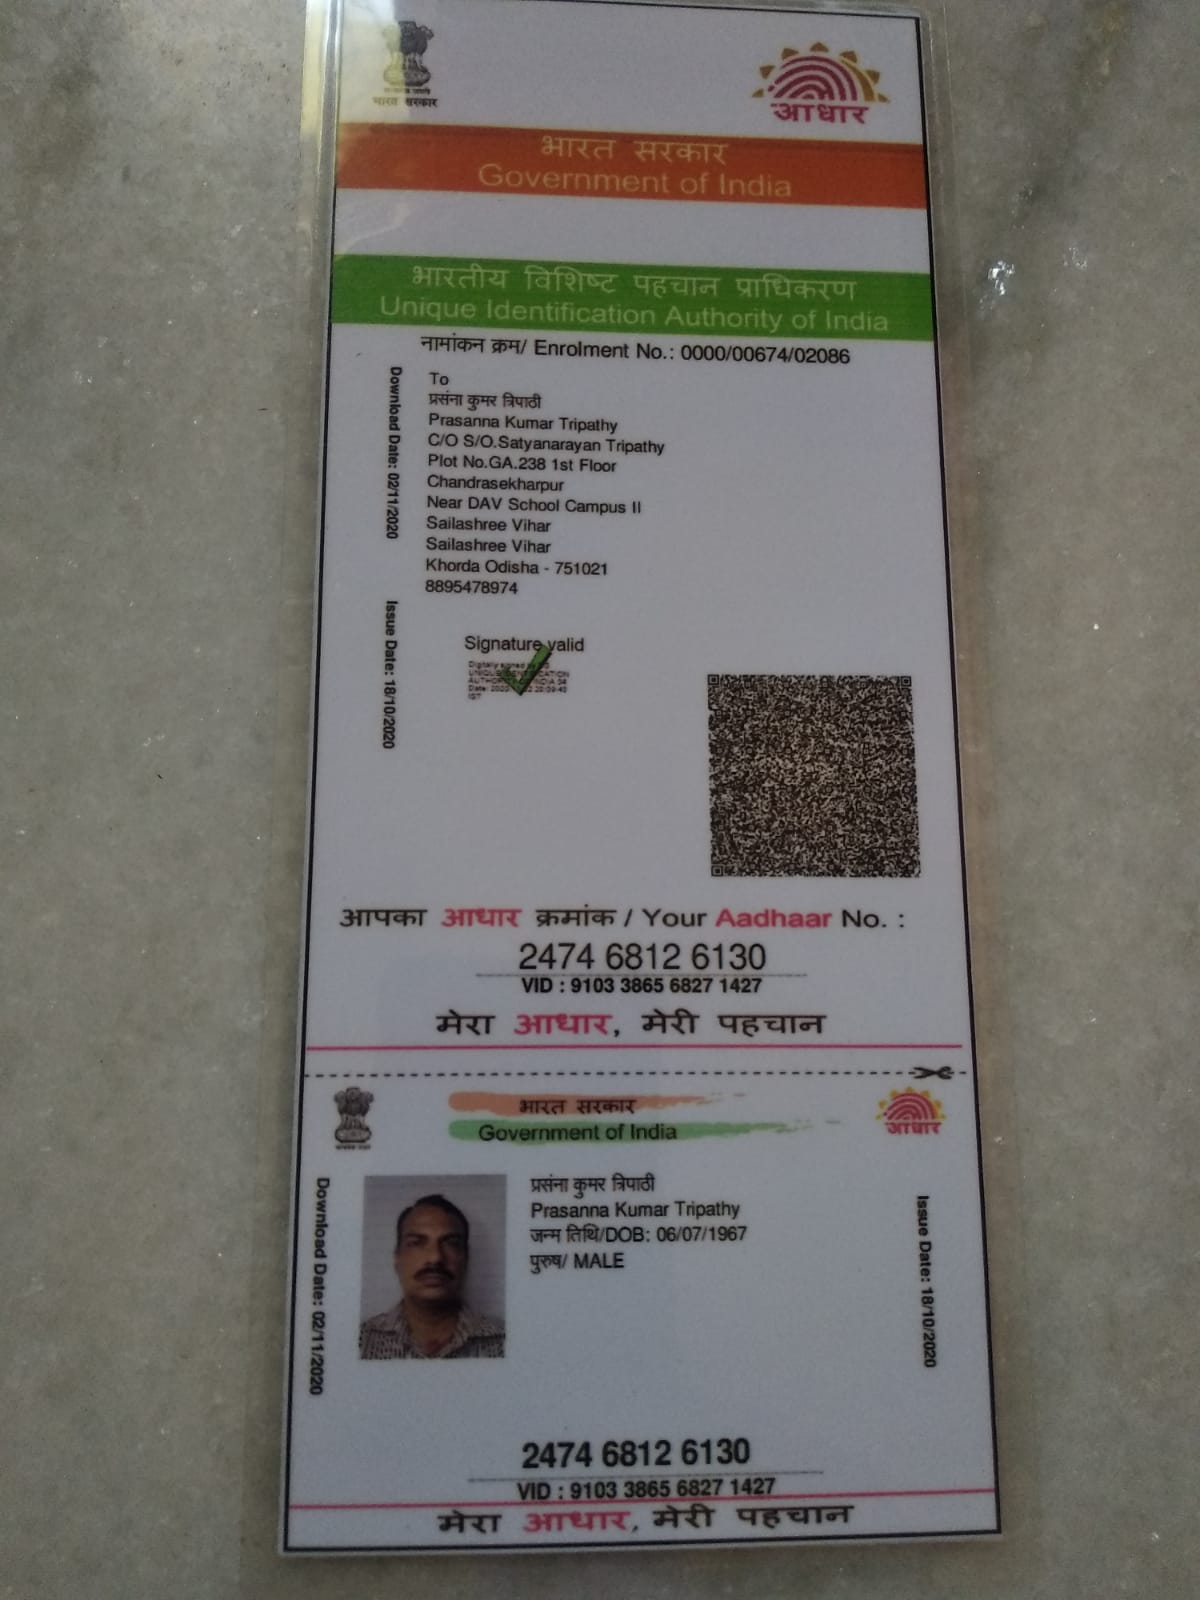 भारत सरकार
आधार
भारत सरकार
Government of India
भारतीय विशिष्ट पहचान प्राधिकरण
Unique Identification Authority of India
नामांकन क्रम/ Enrolment No.: 0000/00674/02086
To
प्रसंना कुमर त्रिपाठी
Prasanna Kumar Tripathy
C/O S/O.Satyanarayan Tripathy
Plot No.GA.238 1st Floor
Chandrasekharpur
Near DAV School Campus II
Sailashree Vihar
Sailashree Vihar
Khorda Odisha - 751021
8895478974
Download Date: 02/11/2020
Issue Date: 18/10/2020
Signature valid
आपका आधार क्रमांक / Your Aadhaar No. :
2474 6812 6130
VID : 9103 3865 6827 1427
मेरा आधार, मेरी पहचान
भारत सरकार
Government of India
आधार
Download Date: 02/11/2020
प्रसंना कुमर त्रिपाठी
Prasanna Kumar Tripathy
जन्म तिथि/DOB: 06/07/1967
पुरुष/ MALE
Issue Date: 18/10/2020
2474 6812 6130
VID : 9103 3865 6827 1427
मेरा आधार, मेरी पहचान